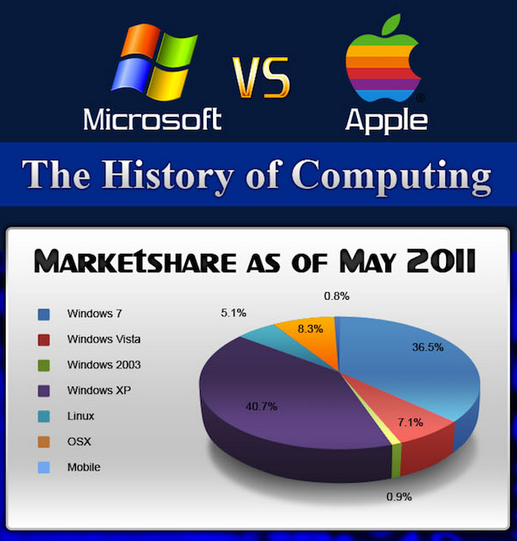 VS
Microsoft
Apple
The History of Computing
Marketshare as of May 2011
0.8%
5.1%
8.3%
36.5%
40.7%
7.1%
0.9%
Windows 7
Windows Vista
Windows 2003
Windows XP
Linux
OSX
Mobile